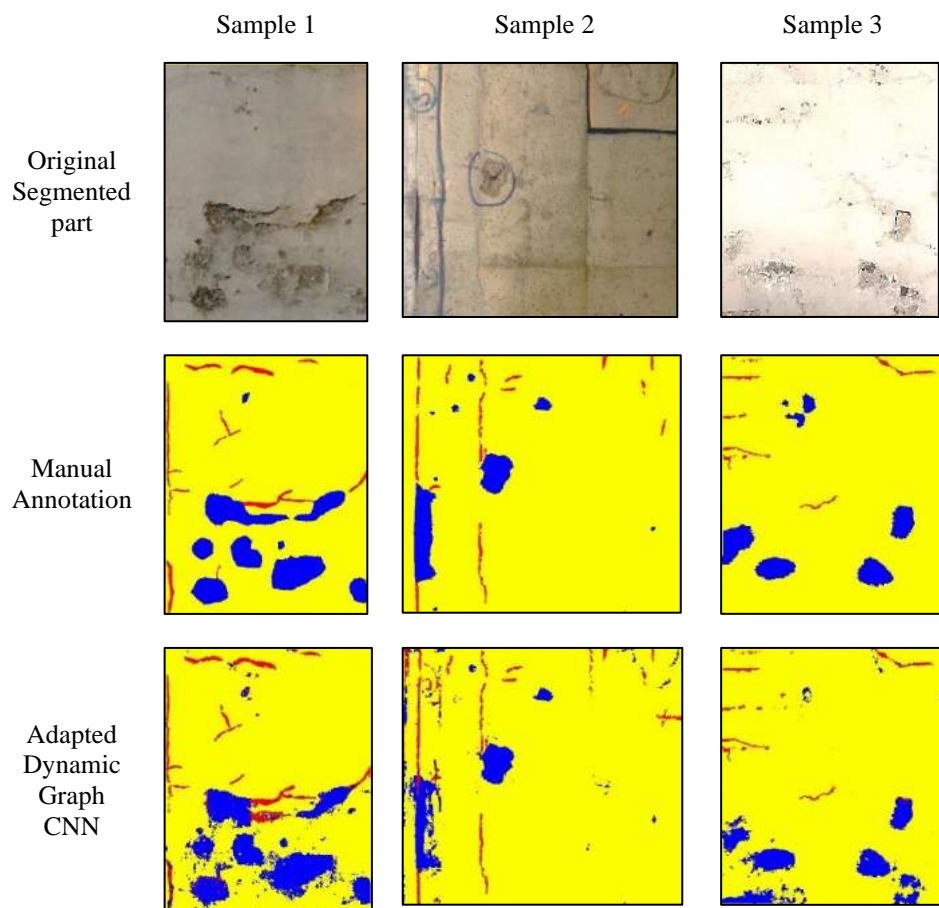 Sample 1
Sample 2
Sample 3
Original
Segmented
part
Manual
Annotation
Adapted
Dynamic
Graph
CNN